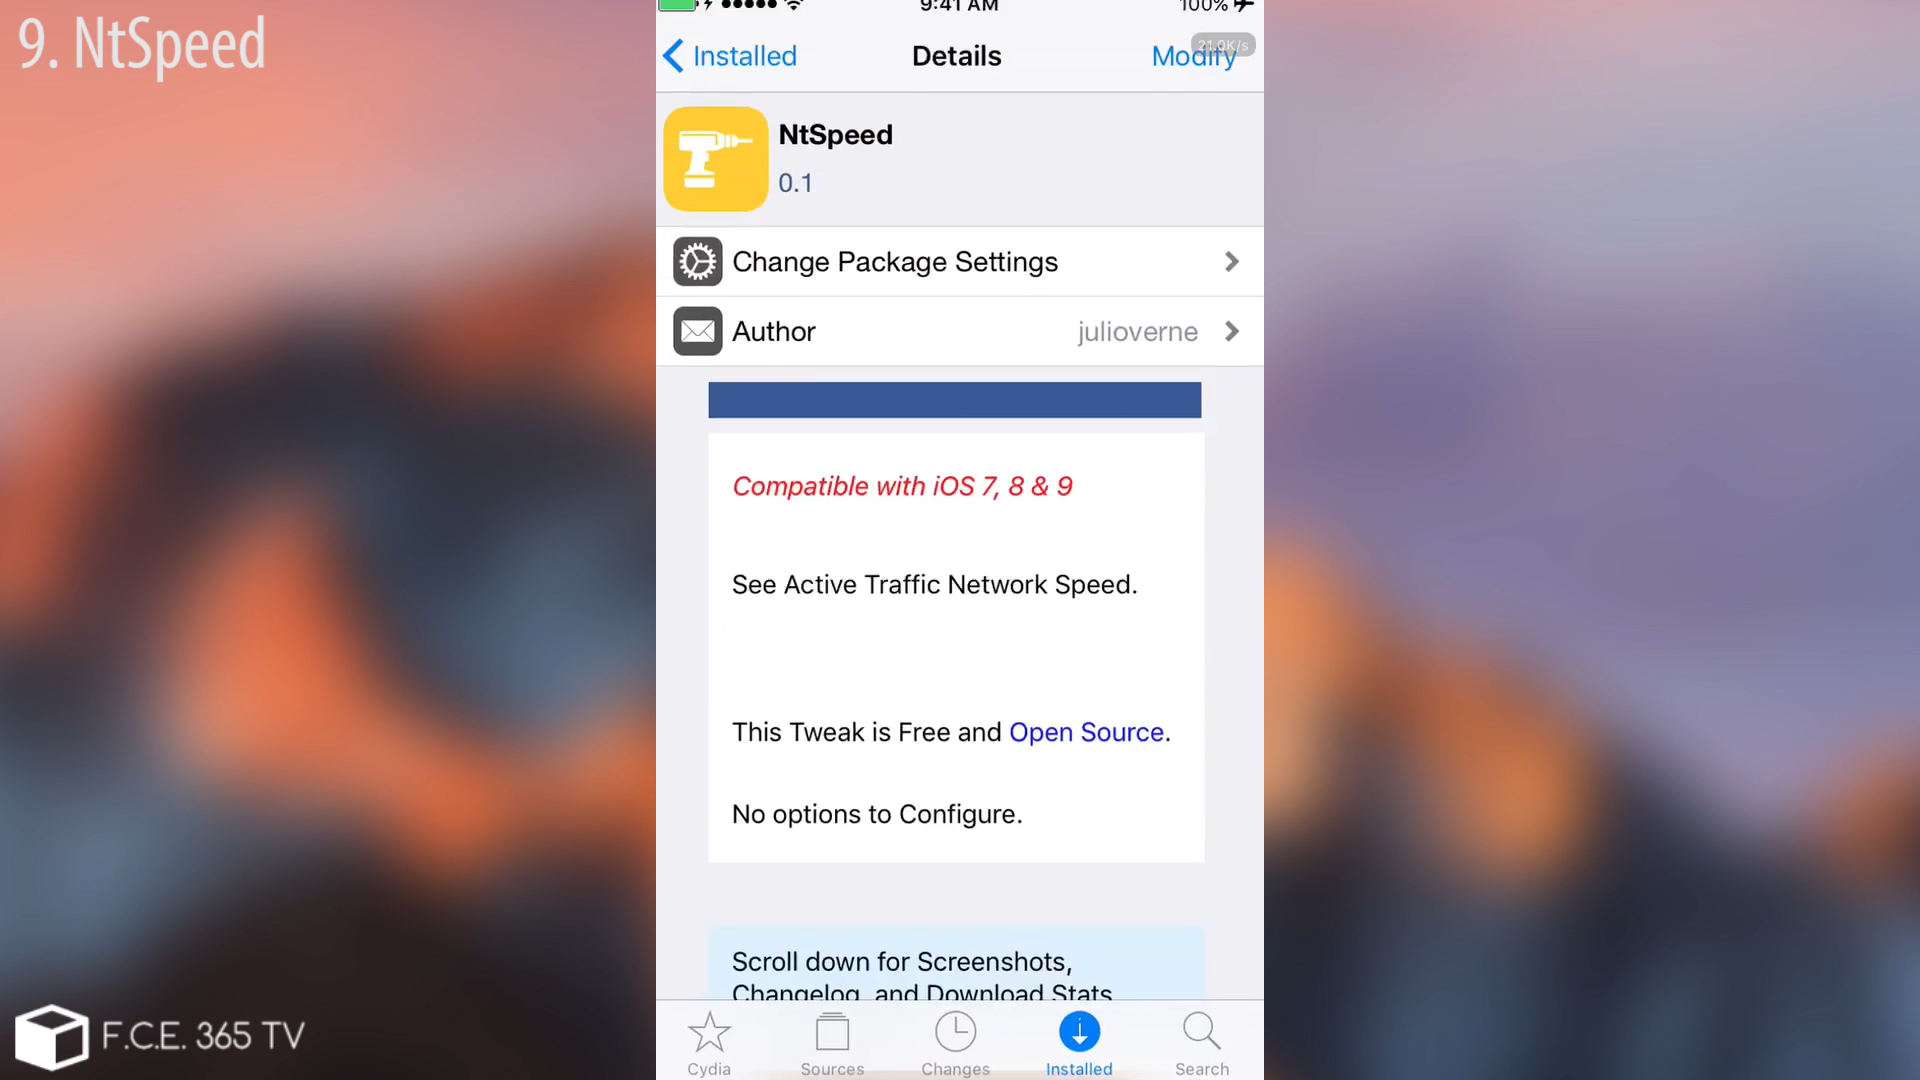 9. NtSpeed
9:41 AM
100%
Installed
Details
Modify
21.0K/s
NtSpeed
0.1
Change Package Settings
Author
julioverne
Compatible with iOS 7, 8 & 9
See Active Traffic Network Speed.
This Tweak is Free and Open Source.
No options to Configure.
Scroll down for Screenshots,
Changelog, and Download Stats
Cydia
Sources
Changes
Installed
Search
F.C.E. 365 TV